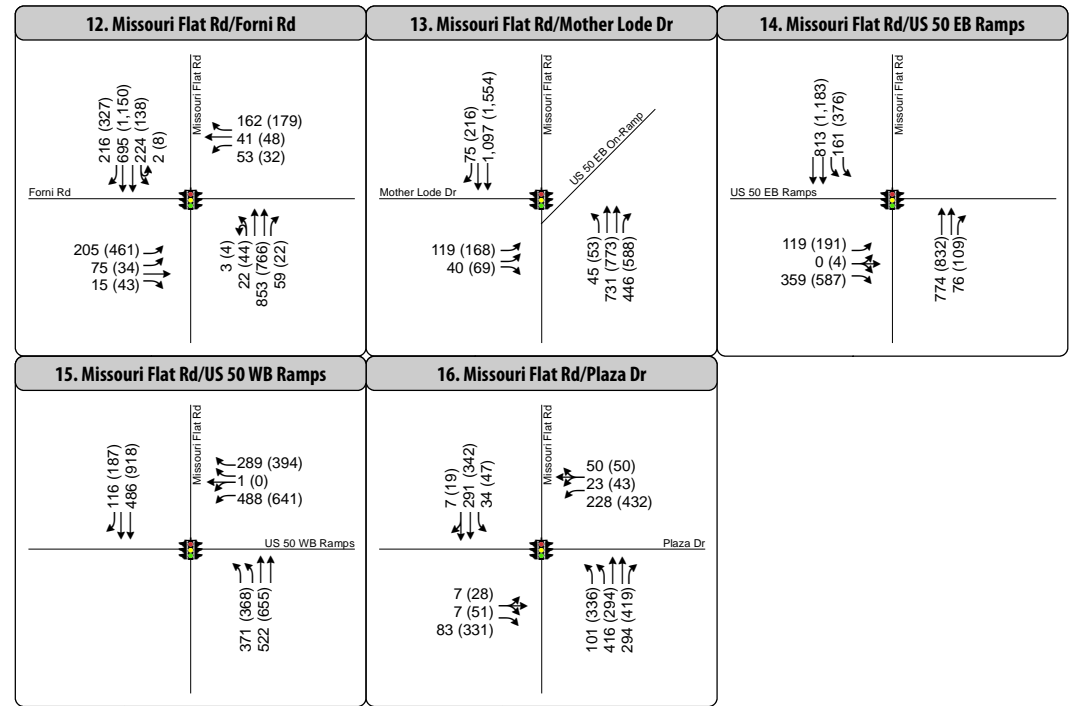 12. Missouri Flat Rd/Forni Rd
216 (327)
695 (1,150)
224 (138)
2 (8)
Missouri Flat Rd
162 (179)
41 (48)
53 (32)
Forni Rd
205 (461)
75 (34)
15 (43)
3 (4)
22 (44)
853 (766)
59 (22)
13. Missouri Flat Rd/Mother Lode Dr
75 (216)
1,097 (1,554)
Missouri Flat Rd
US 50 EB On-Ramp
Mother Lode Dr
119 (168)
40 (69)
45 (53)
731 (773)
446 (588)
14. Missouri Flat Rd/US 50 EB Ramps
813 (1,183)
161 (376)
Missouri Flat Rd
US 50 EB Ramps
119 (191)
0 (4)
359 (587)
774 (832)
76 (109)
15. Missouri Flat Rd/US 50 WB Ramps
116 (187)
486 (918)
Missouri Flat Rd
289 (394)
1 (0)
488 (641)
US 50 WB Ramps
371 (368)
522 (655)
16. Missouri Flat Rd/Plaza Dr
7 (19)
291 (342)
34 (47)
Missouri Flat Rd
50 (50)
23 (43)
228 (432)
Plaza Dr
7 (28)
7 (51)
83 (331)
101 (336)
416 (294)
294 (419)